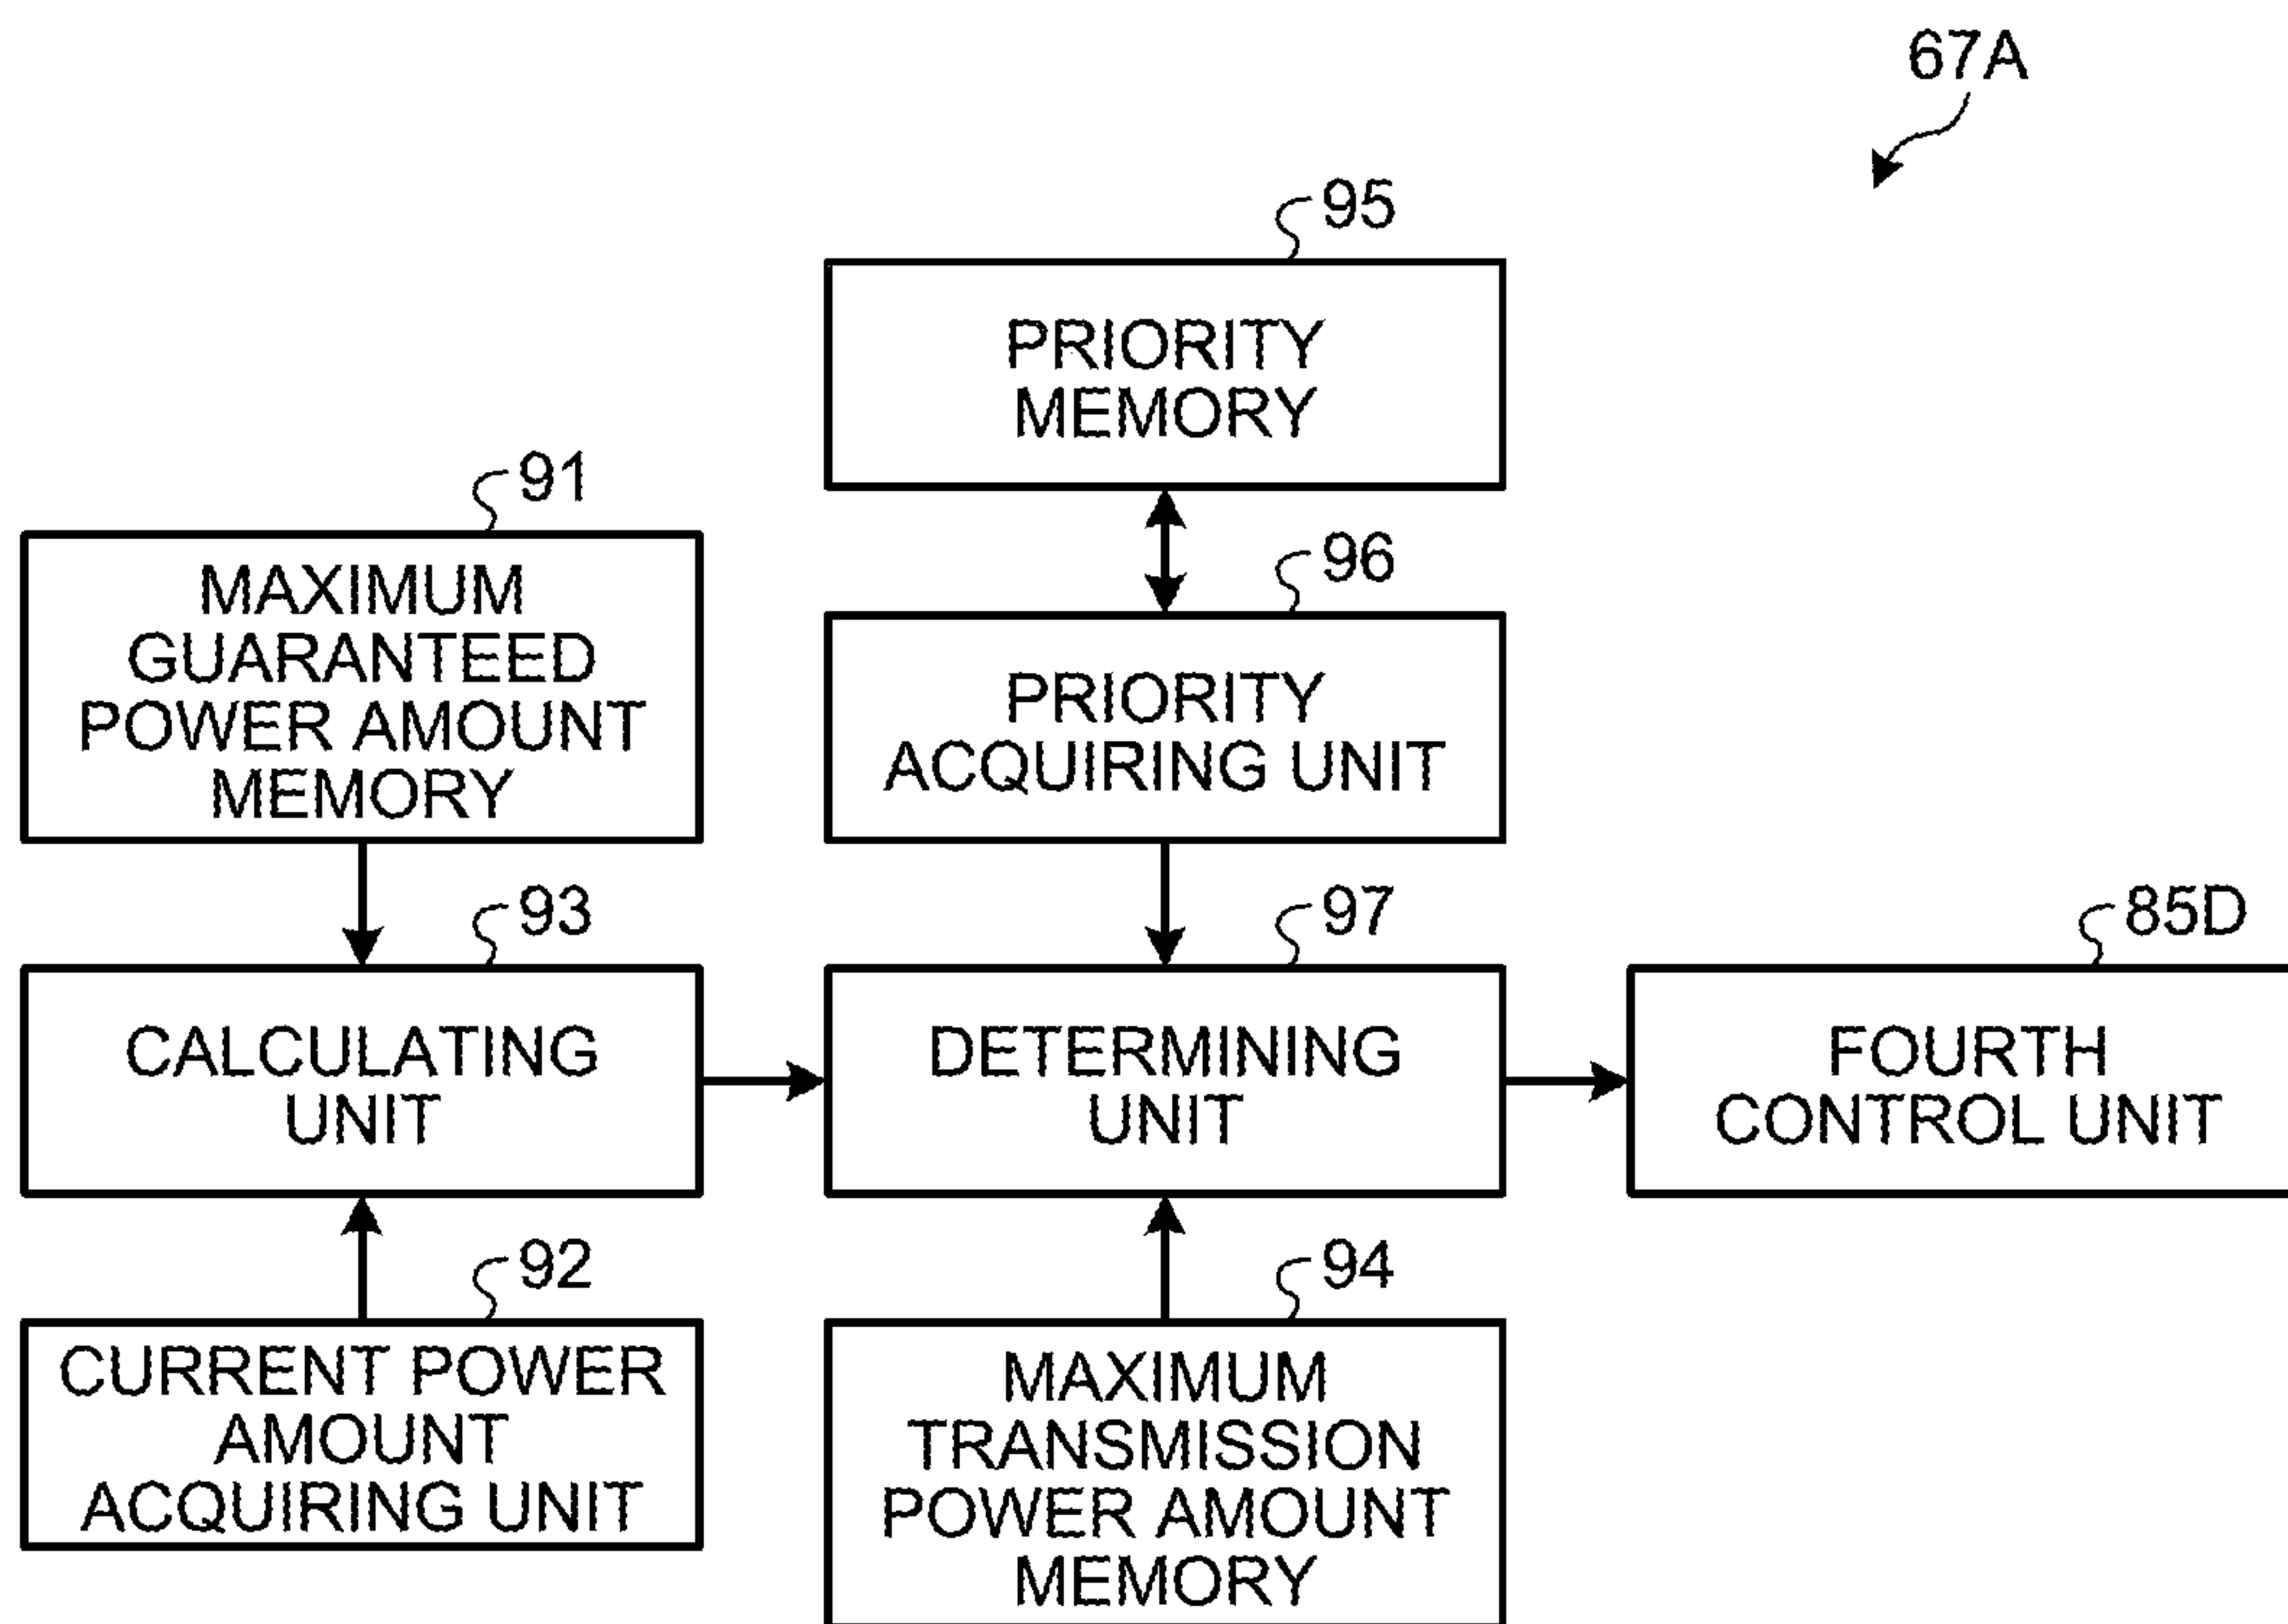 67A
95
PRIORITY
MEMORY
91
MAXIMUM
GUARANTEED
POWER AMOUNT
MEMORY
96
PRIORITY
ACQUIRING UNIT
93
CALCULATING
UNIT
97
DETERMINING
UNIT
85D
FOURTH
CONTROL UNIT
92
CURRENT POWER
AMOUNT
ACQUIRING UNIT
94
MAXIMUM
TRANSMISSION
POWER AMOUNT
MEMORY